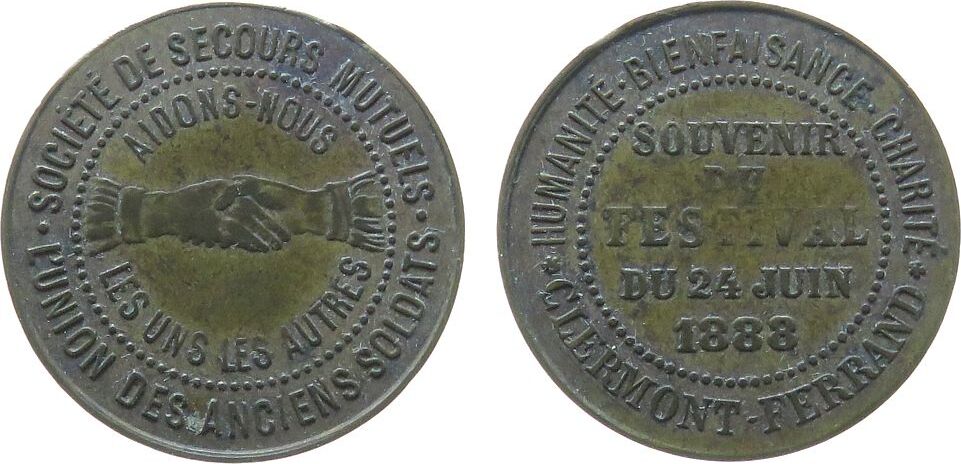 SOCIÉTÉ DE SECOURS MUTUELS
L'UNION DES ANCIENS SOLDATS
AIDONS-NOUS
LES UNS LES AUTRES
HUMANITÉ · BIENFAISANCE · CHARITÉ
SOUVENIR
DU
FESTIVAL
DU 24 JUIN
1888
CLERMONT-FERRAND